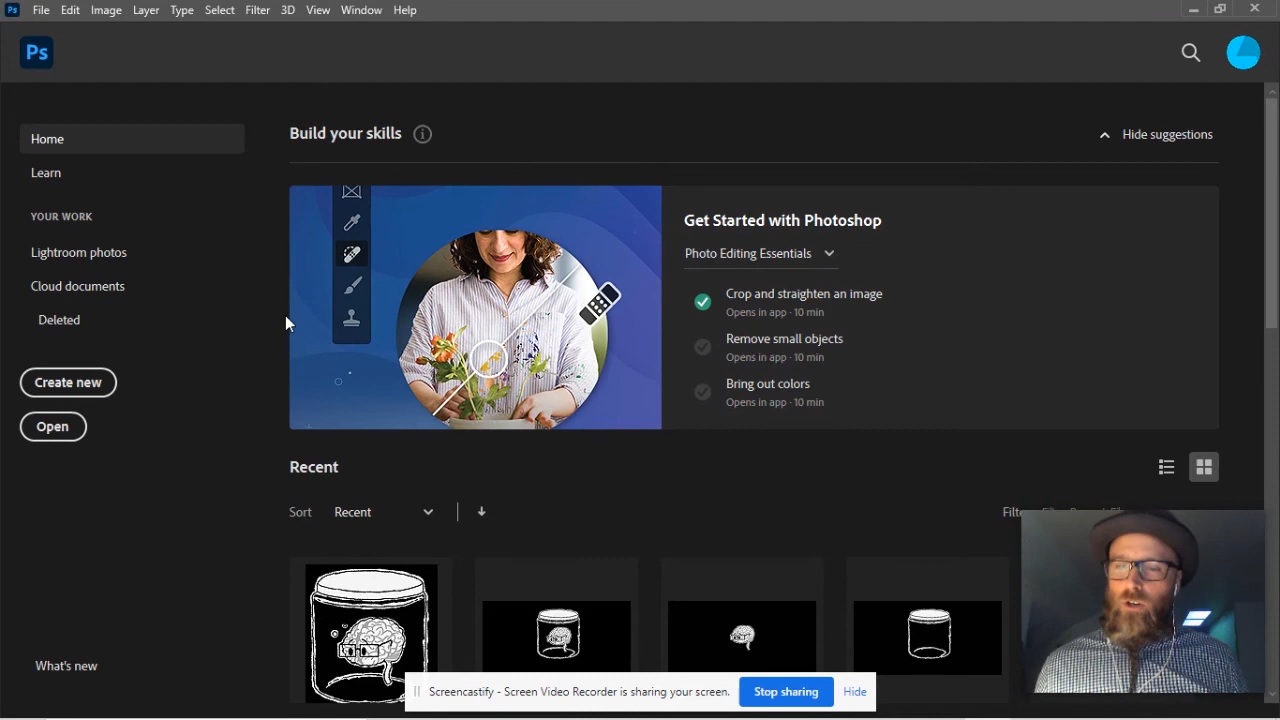 Ps File Edit Image Layer Type Select Filter 3D View Window Help
Ps
Home
Learn
YOUR WORK
Lightroom photos
Cloud documents
Deleted
Create new
Open
What's new
Build your skills
Hide suggestions
Get Started with Photoshop
Photo Editing Essentials
Crop and straighten an image
Opens in app · 10 min
Remove small objects
Opens in app · 10 min
Bring out colors
Opens in app · 10 min
Recent
Sort Recent
Screencastify - Screen Video Recorder is sharing your screen. Stop sharing Hide